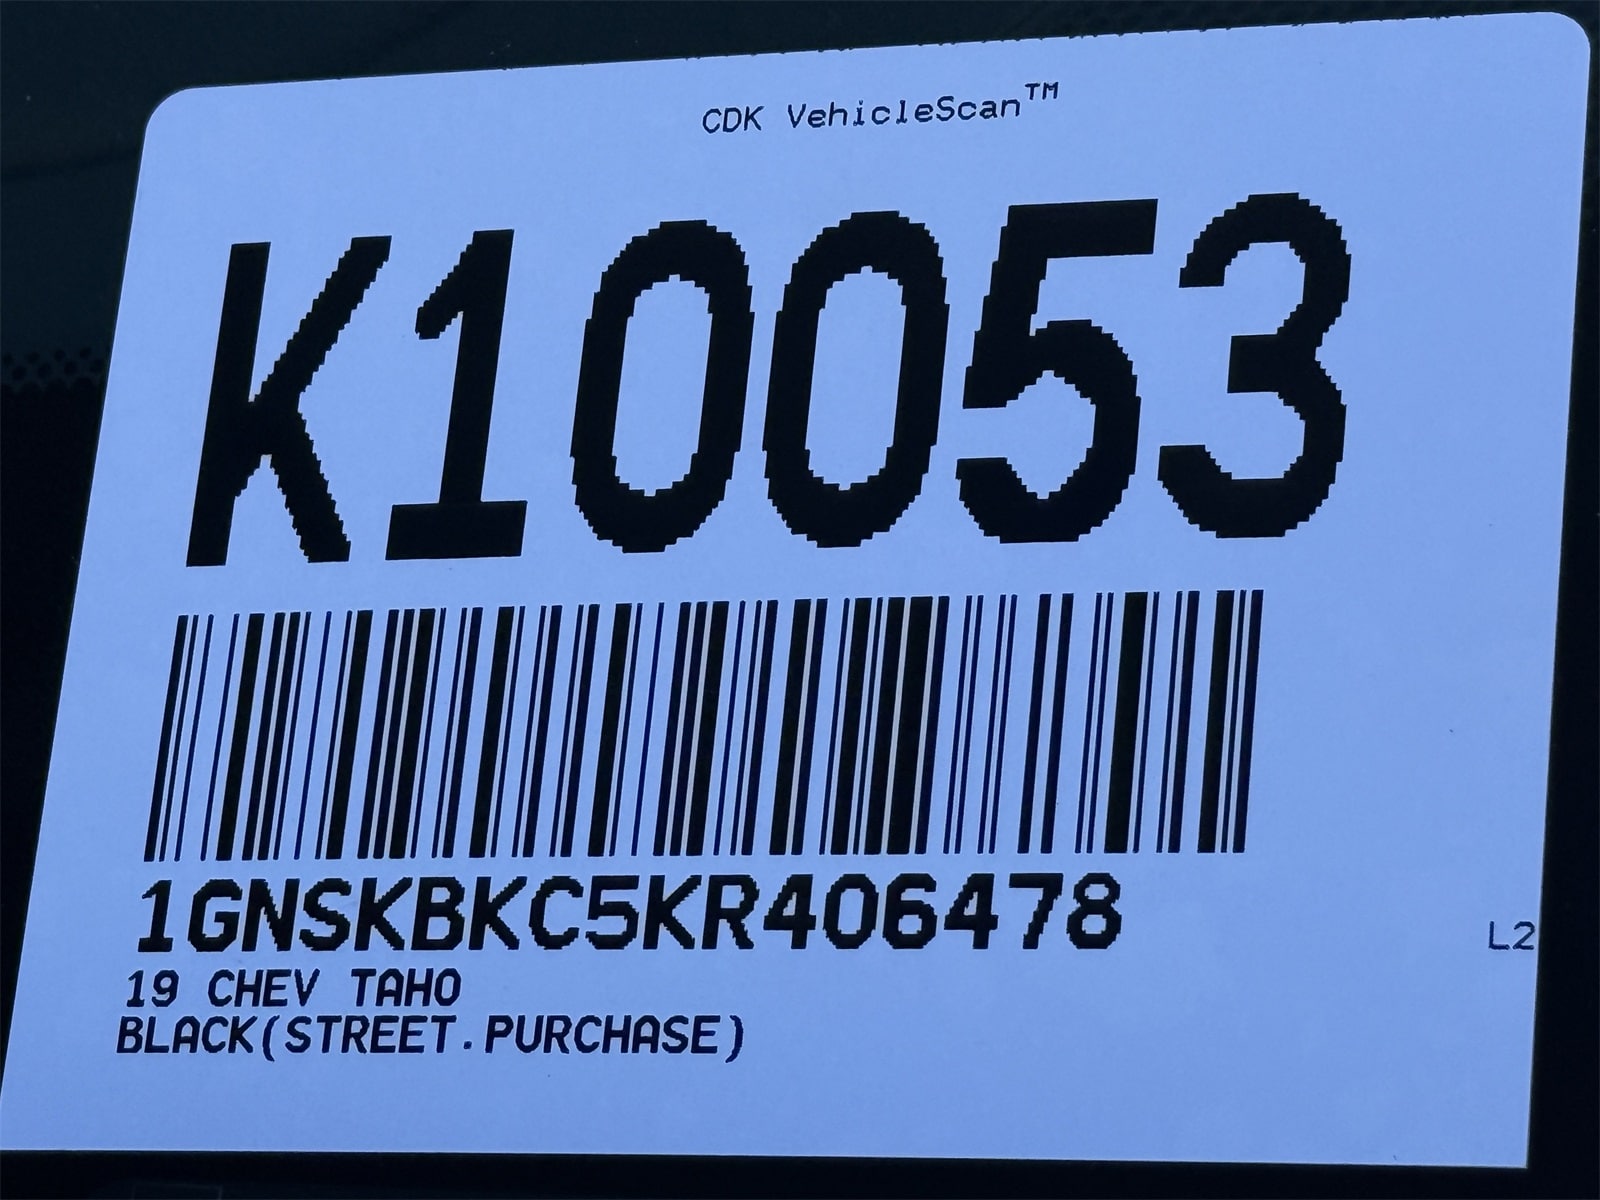 CDK VehicleScan™
K10053
1GNSKBKC5KR406478
L2
19 CHEV TAHO
BLACK(STREET.PURCHASE)